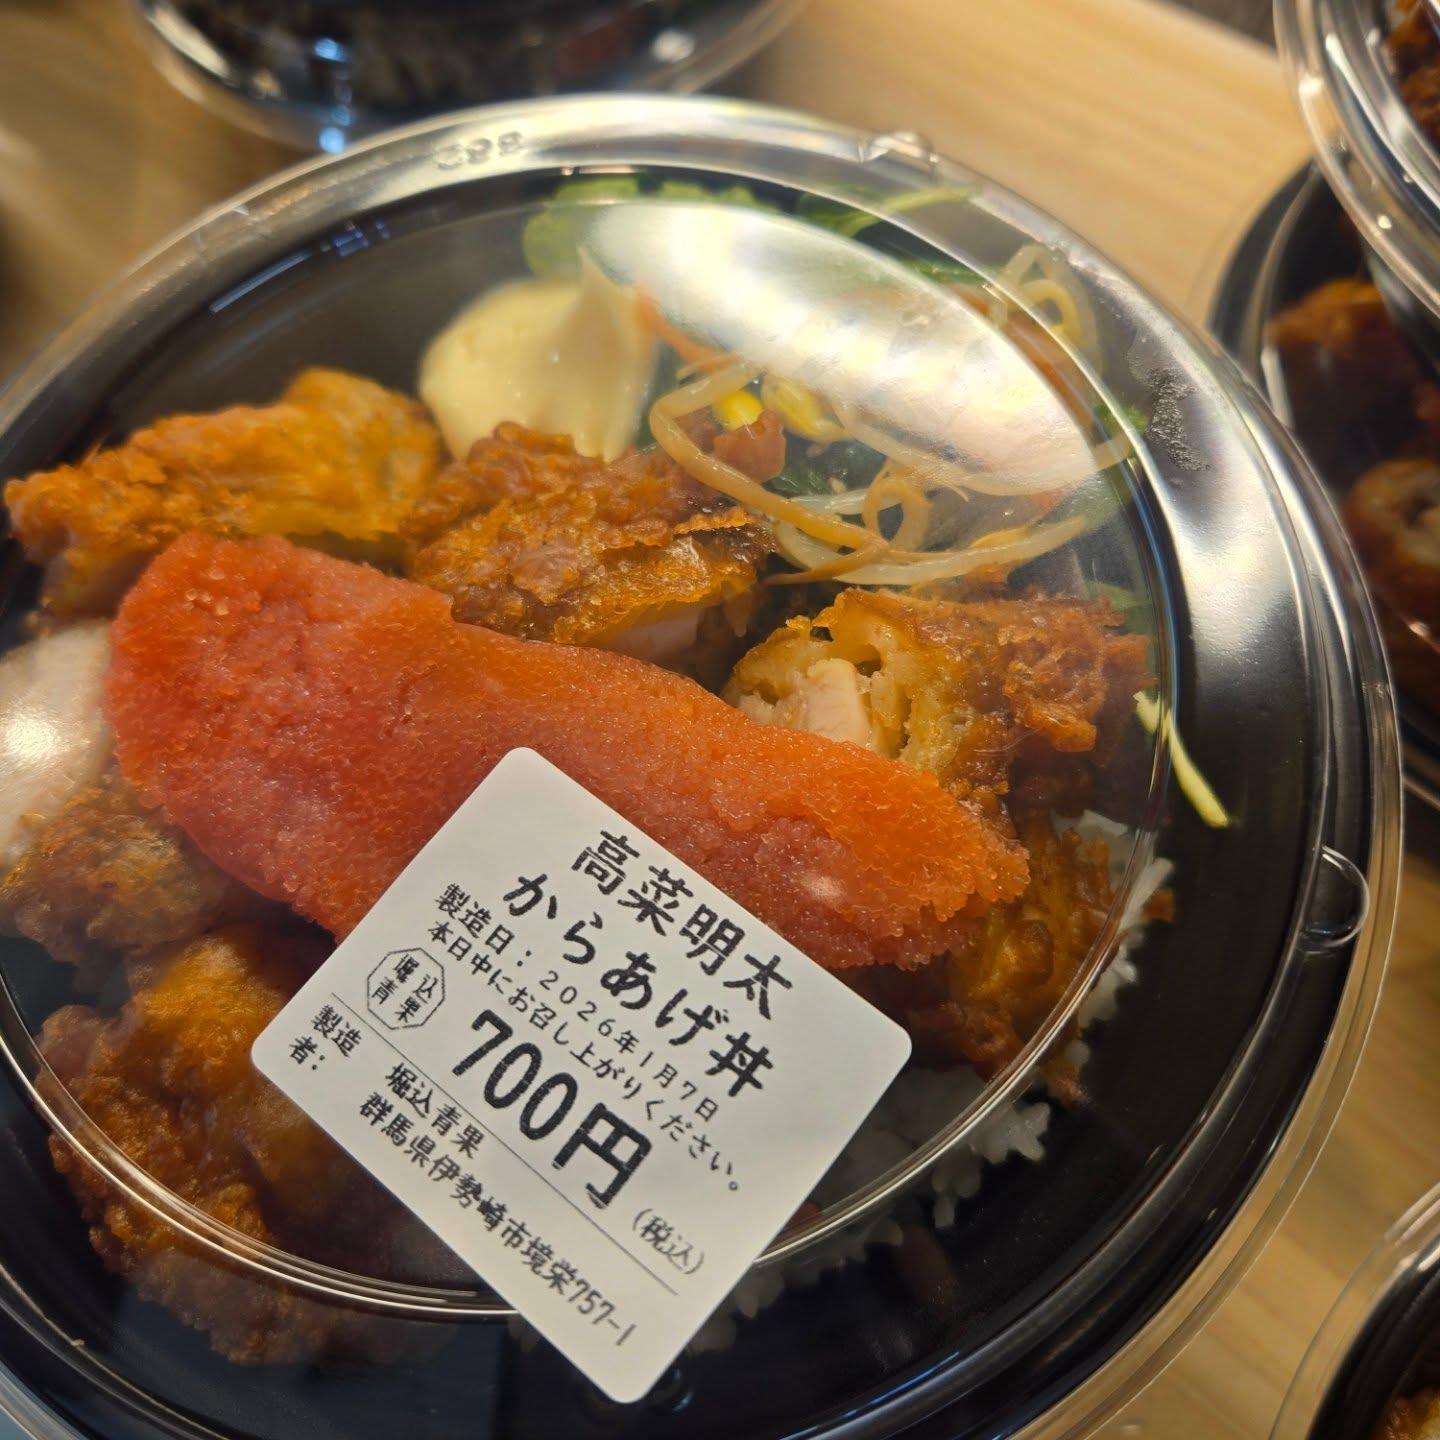 高菜明太
からあげ丼
製造日：2026年1月7日
本日中にお召し上がりください。
堀込
青果
700円
(税込)
製造
者：
堀込青果
群馬県伊勢崎市境栄757-1